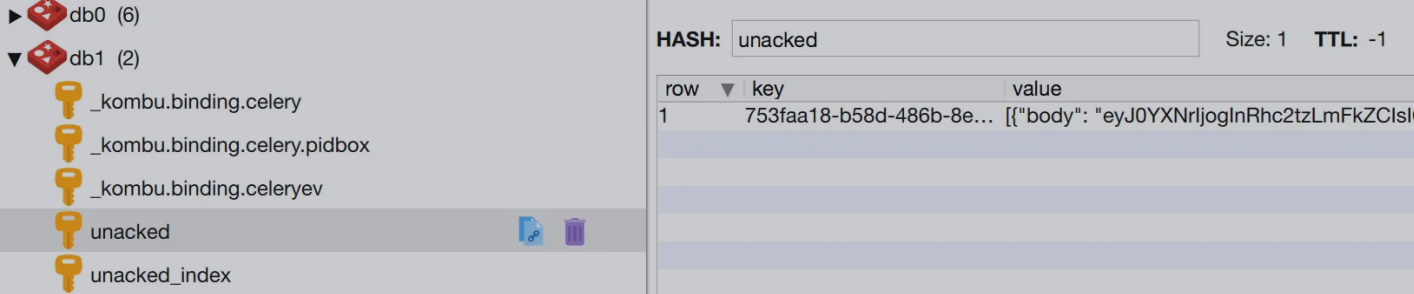 db0 (6)
db1 (2)
_kombu.binding.celery
_kombu.binding.celery.pidbox
_kombu.binding.celeryev
unacked
unacked_index
HASH: unacked Size: 1 TTL: -1
row key value
1 753faa18-b58d-486b-8e... [{"body": "eyJ0YXNrIjogInRhc2tzLmFkZCIsI